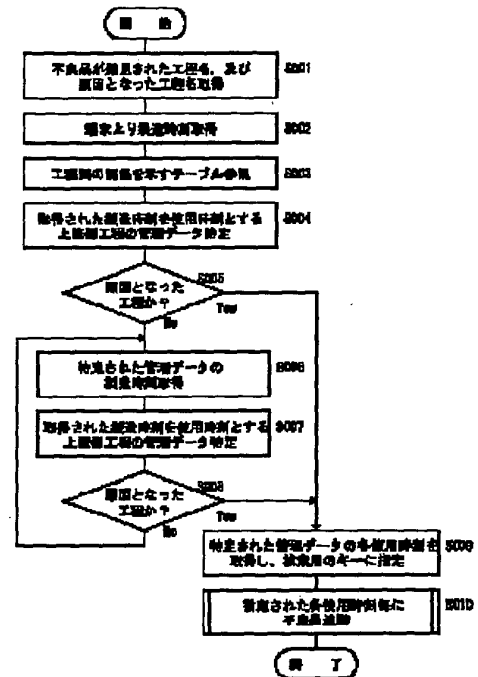 開 始
不良品が発見された工程名、及び
原因となった工程名取得
S001
端末より製造時刻取得
S002
工程間の関係を示すテーブル参照
S003
取得された製造時刻を使用時刻とする
上流側工程の管理データ特定
S004
原因となった
工程か？
S005
Yes
No
特定された管理データの
製造時刻取得
S006
取得された製造時刻を使用時刻とする
上流側工程の管理データ特定
S007
原因となった
工程か？
S008
Yes
No
特定された管理データの各使用時刻を
取得し、検索用のキーに指定
S009
指定された各使用時刻毎に
不良品追跡
S010
終 了